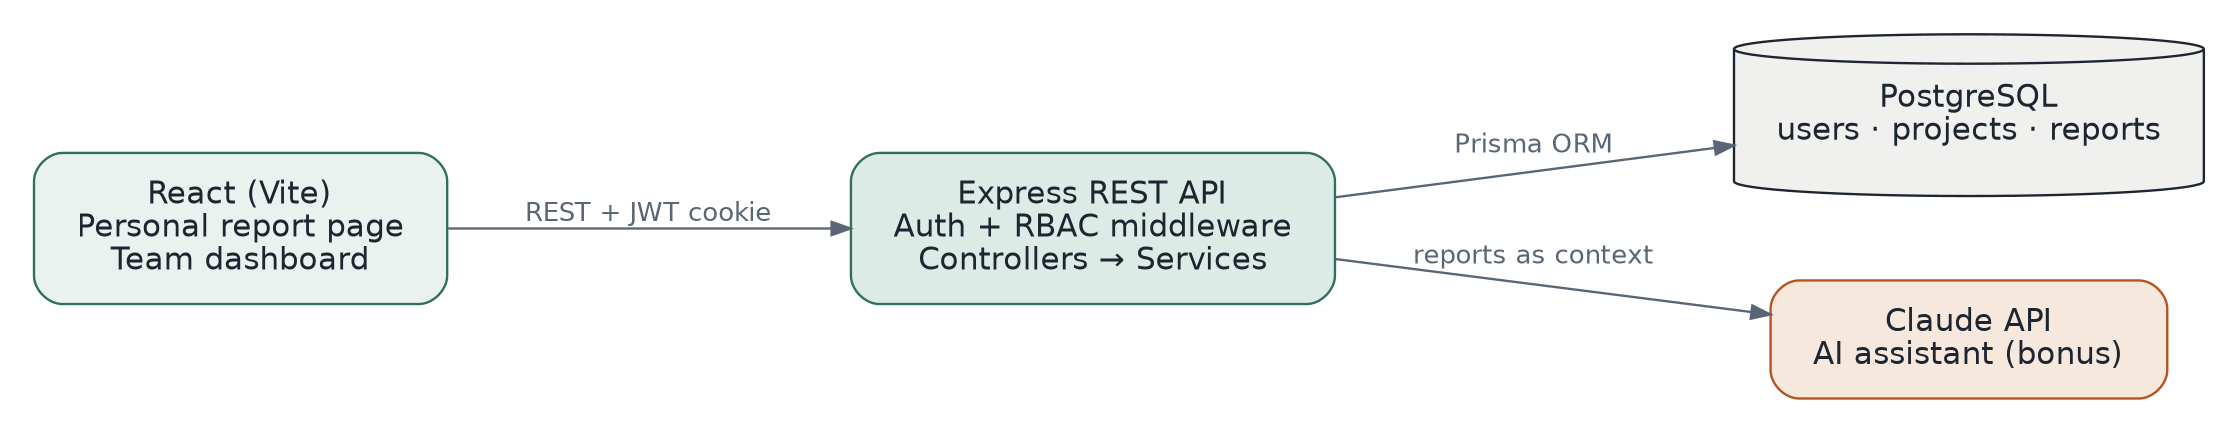 React (Vite)
Personal report page
Team dashboard
REST + JWT cookie
Express REST API
Auth + RBAC middleware
Controllers → Services
Prisma ORM
reports as context
PostgreSQL
users · projects · reports
Claude API
AI assistant (bonus)